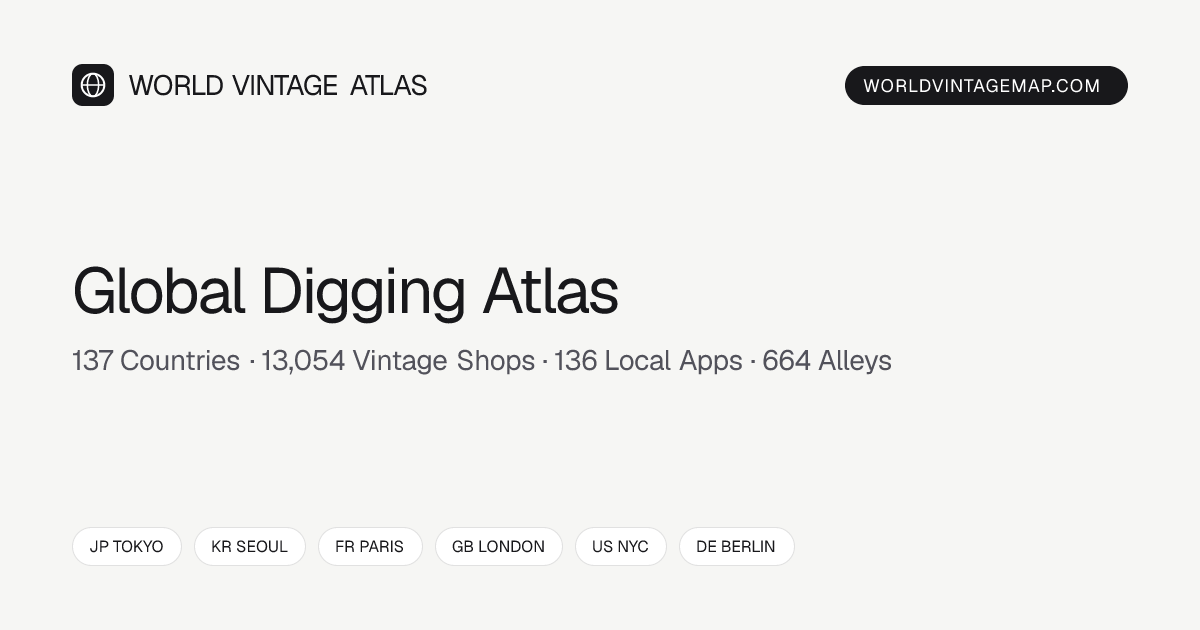 WORLD VINTAGE ATLAS
WORLDVINTAGEMAP.COM
Global Digging Atlas
137 Countries · 13,054 Vintage Shops · 136 Local Apps · 664 Alleys
JP TOKYO
KR SEOUL
FR PARIS
GB LONDON
US NYC
DE BERLIN